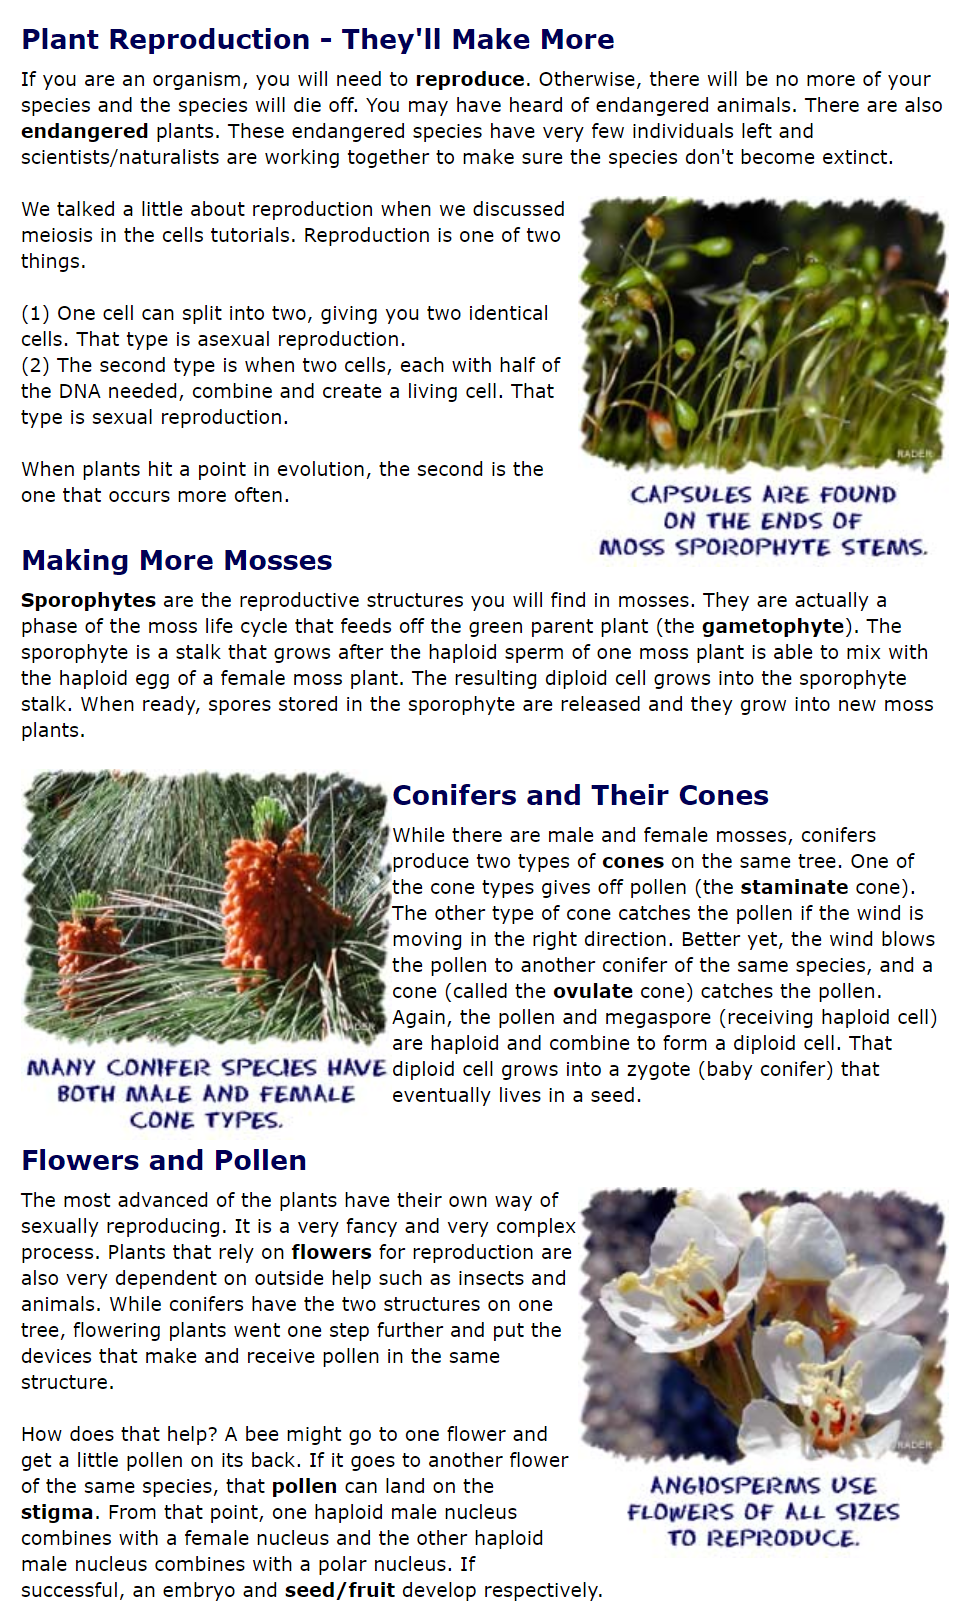 Plant Reproduction - They'll Make More
If you are an organism, you will need to reproduce. Otherwise, there will be no more of your
species and the species will die off. You may have heard of endangered animals. There are also
endangered plants. These endangered species have very few individuals left and
scientists/naturalists are working together to make sure the species don't become extinct.
We talked a little about reproduction when we discussed
meiosis in the cells tutorials. Reproduction is one of two
things.
(1) One cell can split into two, giving you two identical
cells. That type is asexual reproduction.
(2) The second type is when two cells, each with half of
the DNA needed, combine and create a living cell. That
type is sexual reproduction.
When plants hit a point in evolution, the second is the
one that occurs more often.
RADER
CAPSULES ARE FOUND
ON THE ENDS OF
MOSS SPOROPHYTE STEMS.
Making More Mosses
Sporophytes are the reproductive structures you will find in mosses. They are actually a
phase of the moss life cycle that feeds off the green parent plant (the gametophyte). The
sporophyte is a stalk that grows after the haploid sperm of one moss plant is able to mix with
the haploid egg of a female moss plant. The resulting diploid cell grows into the sporophyte
stalk. When ready, spores stored in the sporophyte are released and they grow into new moss
plants.
RADER
MANY CONIFER SPECIES HAVE
BOTH MALE AND FEMALE
CONE TYPES.
Conifers and Their Cones
While there are male and female mosses, conifers
produce two types of cones on the same tree. One of
the cone types gives off pollen (the staminate cone).
The other type of cone catches the pollen if the wind is
moving in the right direction. Better yet, the wind blows
the pollen to another conifer of the same species, and a
cone (called the ovulate cone) catches the pollen.
Again, the pollen and megaspore (receiving haploid cell)
are haploid and combine to form a diploid cell. That
diploid cell grows into a zygote (baby conifer) that
eventually lives in a seed.
Flowers and Pollen
The most advanced of the plants have their own way of
sexually reproducing. It is a very fancy and very complex
process. Plants that rely on flowers for reproduction are
also very dependent on outside help such as insects and
animals. While conifers have the two structures on one
tree, flowering plants went one step further and put the
devices that make and receive pollen in the same
structure.
How does that help? A bee might go to one flower and
get a little pollen on its back. If it goes to another flower
of the same species, that pollen can land on the
stigma. From that point, one haploid male nucleus
combines with a female nucleus and the other haploid
male nucleus combines with a polar nucleus. If
successful, an embryo and seed/fruit develop respectively.
RADER
ANGIOSPERMS USE
FLOWERS OF ALL SIZES
TO REPRODUCE.